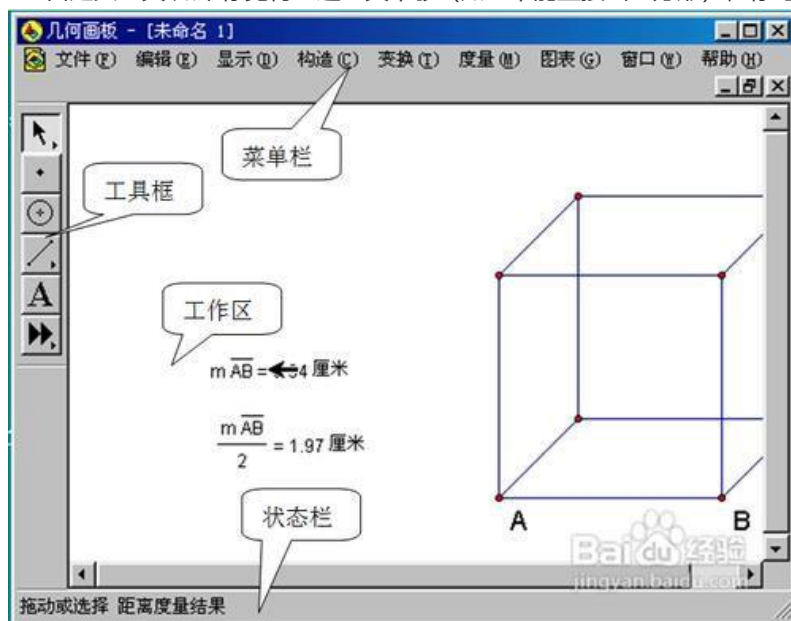 几何画板 - [未命名 1]
文件(F) 编辑(E) 显示(D) 构造(C) 变换(T) 度量(M) 图表(G) 窗口(W) 帮助(H)
菜单栏
工具框
A
工作区
m AB = 4 厘米
m AB
2
= 1.97 厘米
状态栏
A
B
Baidu 经验
jingyan.baidu.com
拖动或选择 距离度量结果